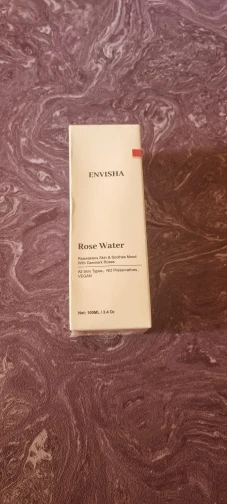 ENVISHA
Rose Water
Reawakens Skin & Soothes Mood
With Damask Roses
All Skin Types, NO Preservatives,
VEGAN
Net: 100ML / 3.4 Oz